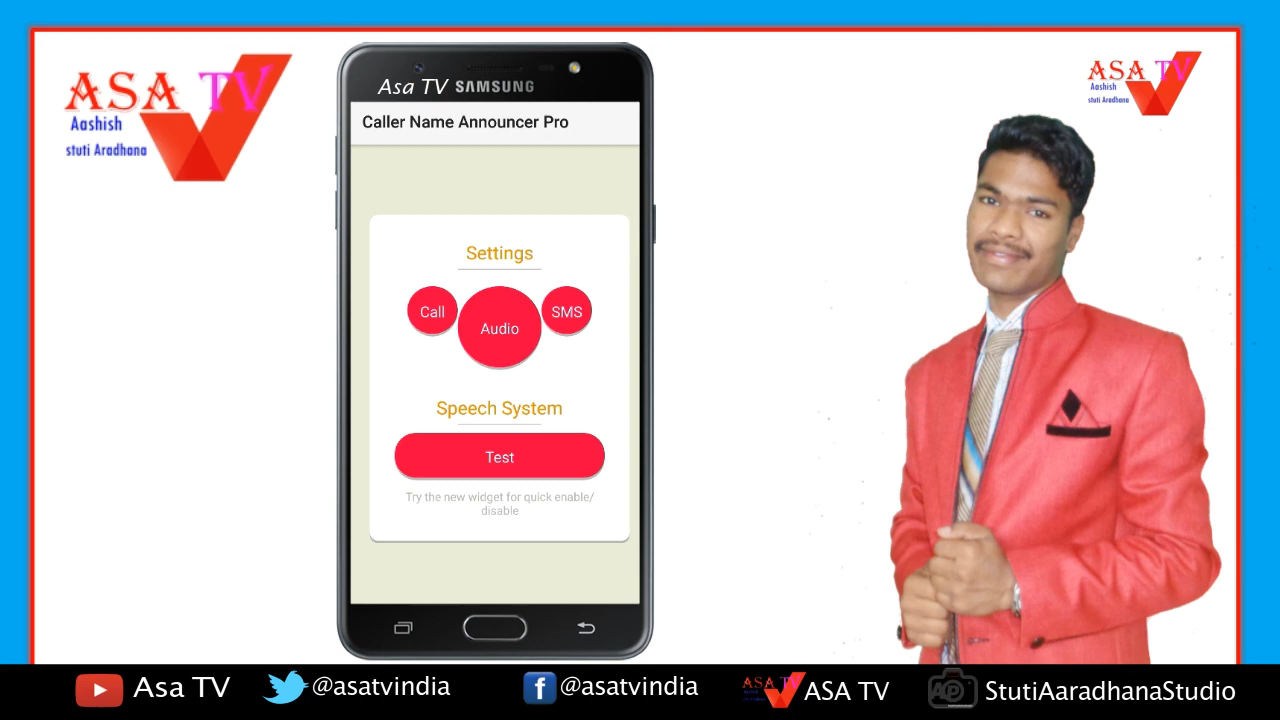 ASA TV
Aashish
stuti Aradhana
Asa TV SAMSUNG
Caller Name Announcer Pro
Settings
Call
Audio
SMS
Speech System
Test
Try the new widget for quick enable/
disable
ASA TV
Aashish
stuti Aradhana
Asa TV
@asatvindia
f @asatvindia
ASA TV ASA TV
StutiAaradhanaStudio